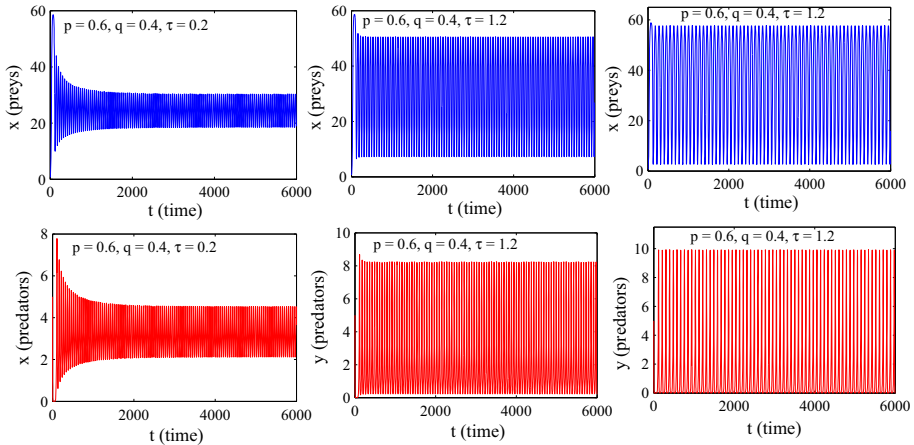 p = 0.6, q = 0.4, τ = 0.2
x (preys)
60
40
20
0
0 2000 4000 6000
t (time)
p = 0.6, q = 0.4, τ = 1.2
x (preys)
60
40
20
0
0 2000 4000 6000
t (time)
p = 0.6, q = 0.4, τ = 1.2
x (preys)
60
40
20
0
0 2000 4000 6000
t (time)
p = 0.6, q = 0.4, τ = 0.2
x (predators)
8
6
4
2
0
0 2000 4000 6000
t (time)
p = 0.6, q = 0.4, τ = 1.2
y (predators)
10
8
6
4
2
0
0 2000 4000 6000
t (time)
p = 0.6, q = 0.4, τ = 1.2
y (predators)
10
8
6
4
2
0
0 2000 4000 6000
t (time)